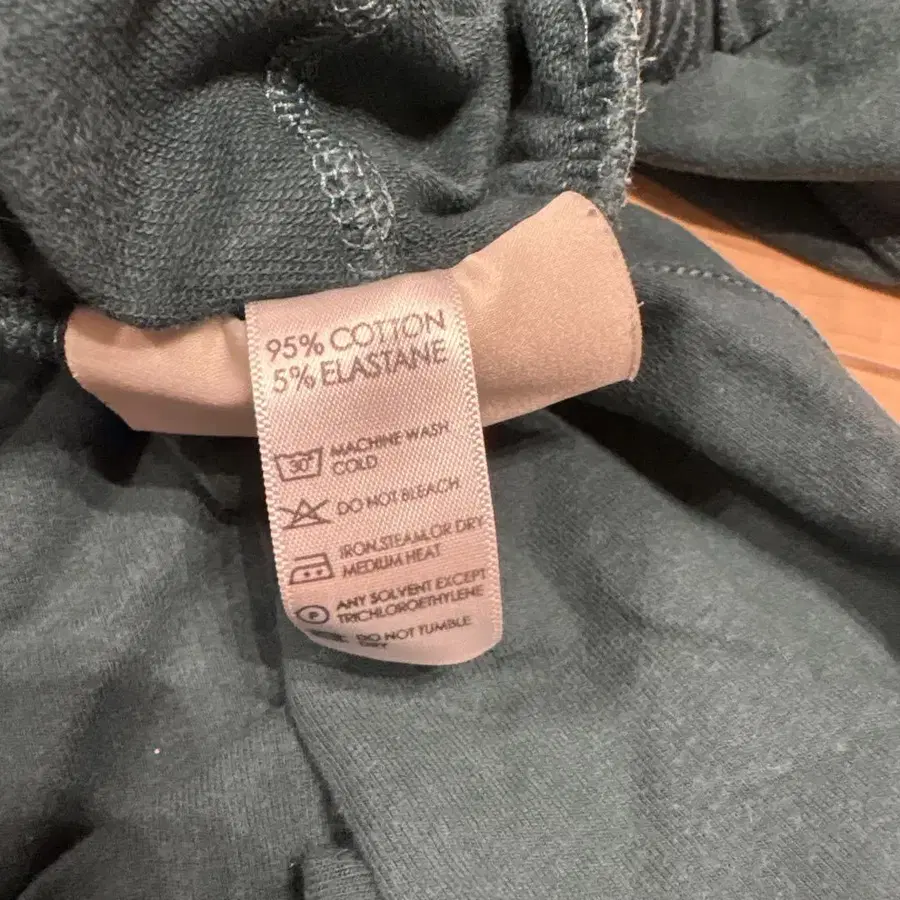 95% COTTON
5% ELASTANE
30° MACHINE WASH
COLD
DO NOT BLEACH
IRON,STEAM,OR DRY
MEDIUM HEAT
P ANY SOLVENT EXCEPT
TRICHLOROETHYLENE
DO NOT TUMBLE
DRY